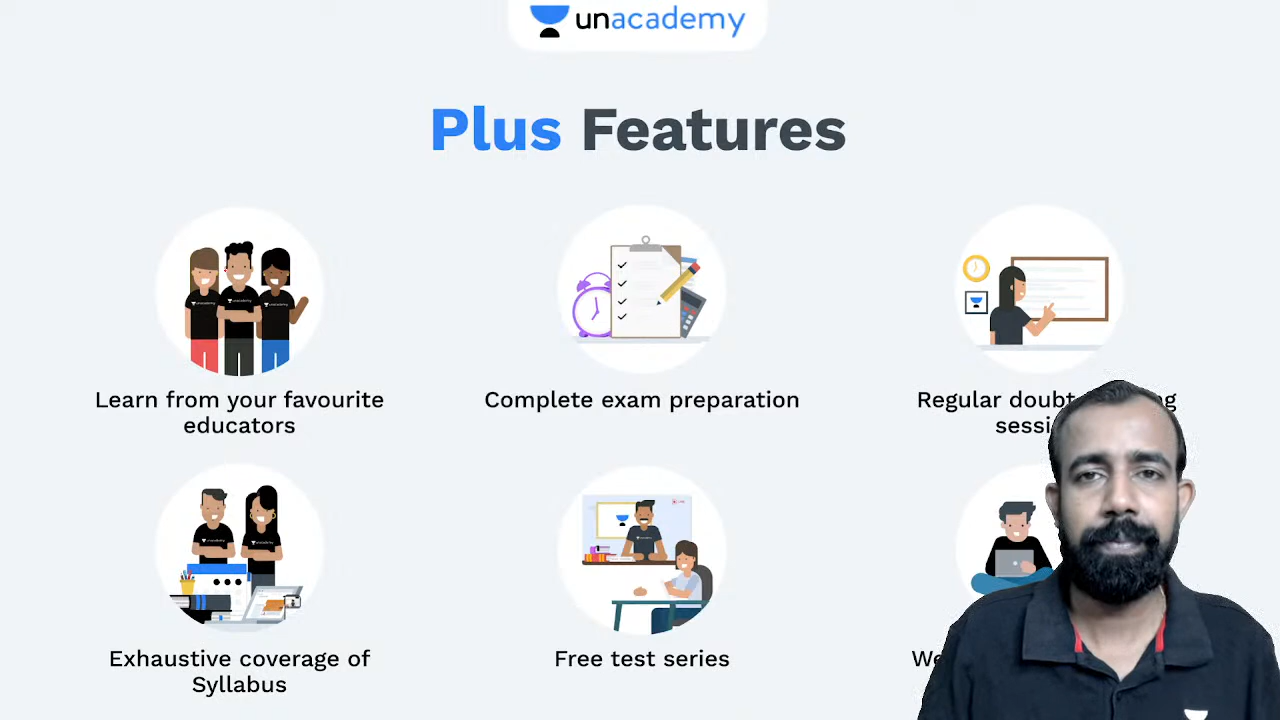 unacademy
Plus Features
Learn from your favourite
educators
Complete exam preparation
Regular doubt
Exhaustive coverage of
Syllabus
Free test series